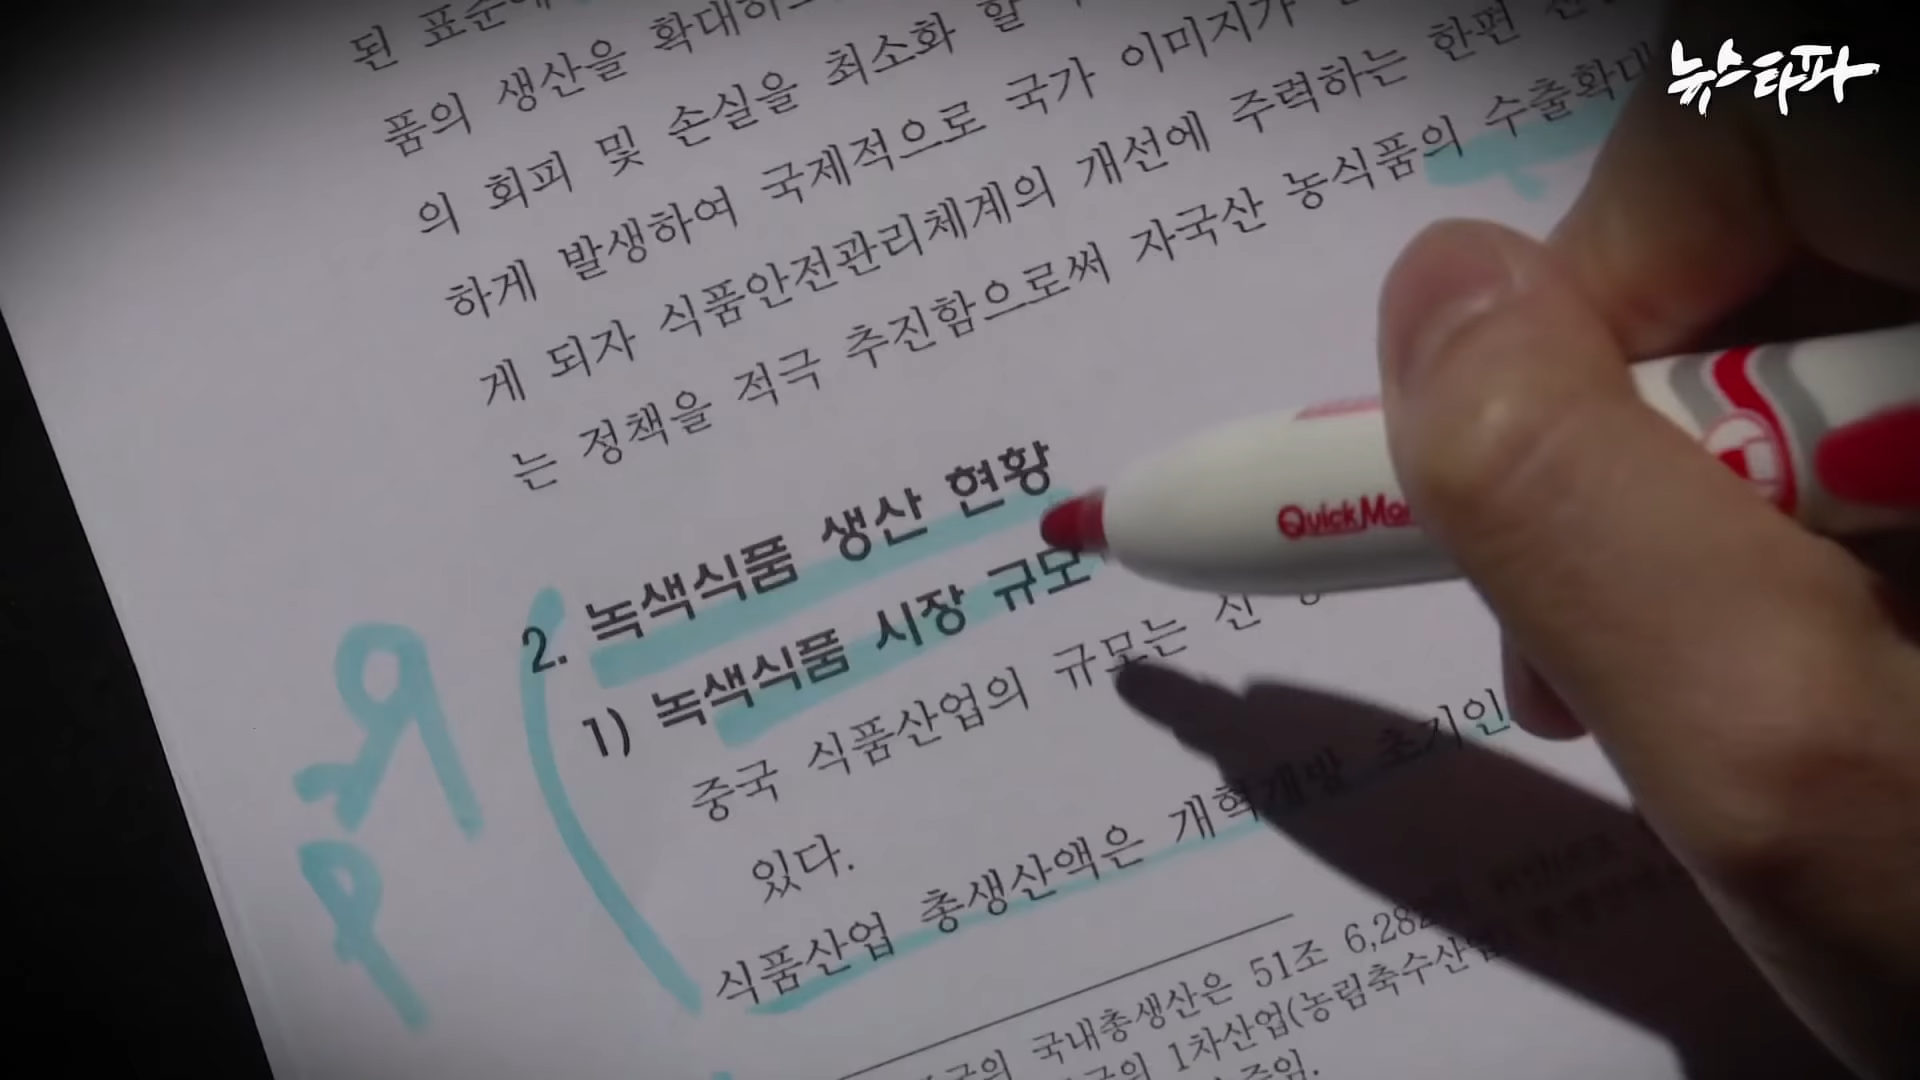 된 표준에
품의 생산을 확대하고
의 회피 및 손실을 최소화 할
하게 발생하여 국제적으로 국가 이미지가
게 되자 식품안전관리체계의 개선에 주력하는 한편
는 정책을 적극 추진함으로써 자국산 농식품의 수출확대
2. 녹색식품 생산 현황
1) 녹색식품 시장 규모
중국 식품산업의 규모는
있다.
식품산업 총생산액은 개혁개방 초기인
국내총생산은 51조 6,282
1차산업(농림축수산업)
뉴스타파
QuickMa
외